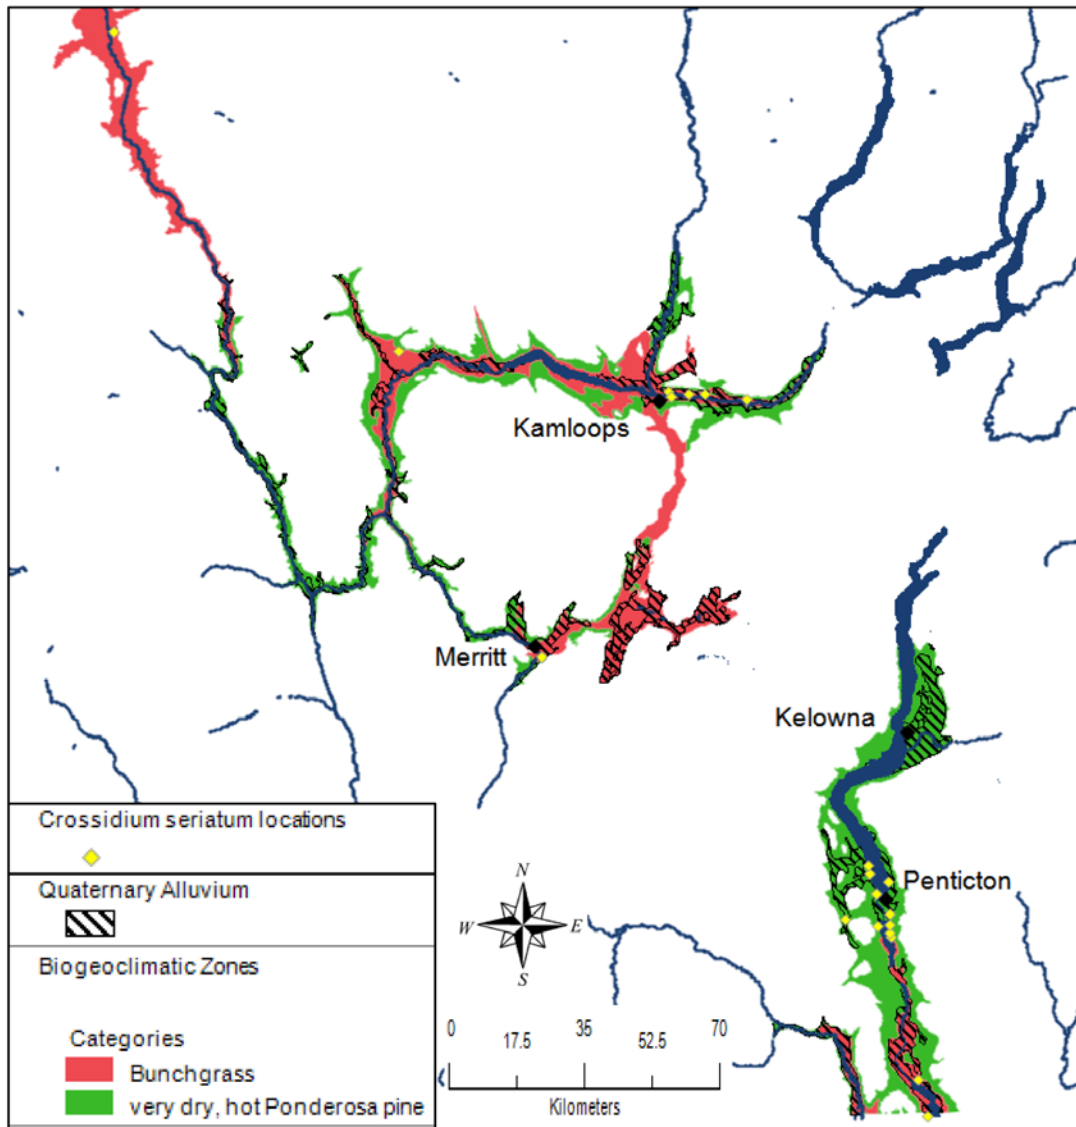 Kamloops
Merritt
Kelowna
Penticton
Crossidium seriatum locations
Quaternary Alluvium
Biogeoclimatic Zones
Categories
Bunchgrass
very dry, hot Ponderosa pine
N
W E
S
0 17.5 35 52.5 70
Kilometers